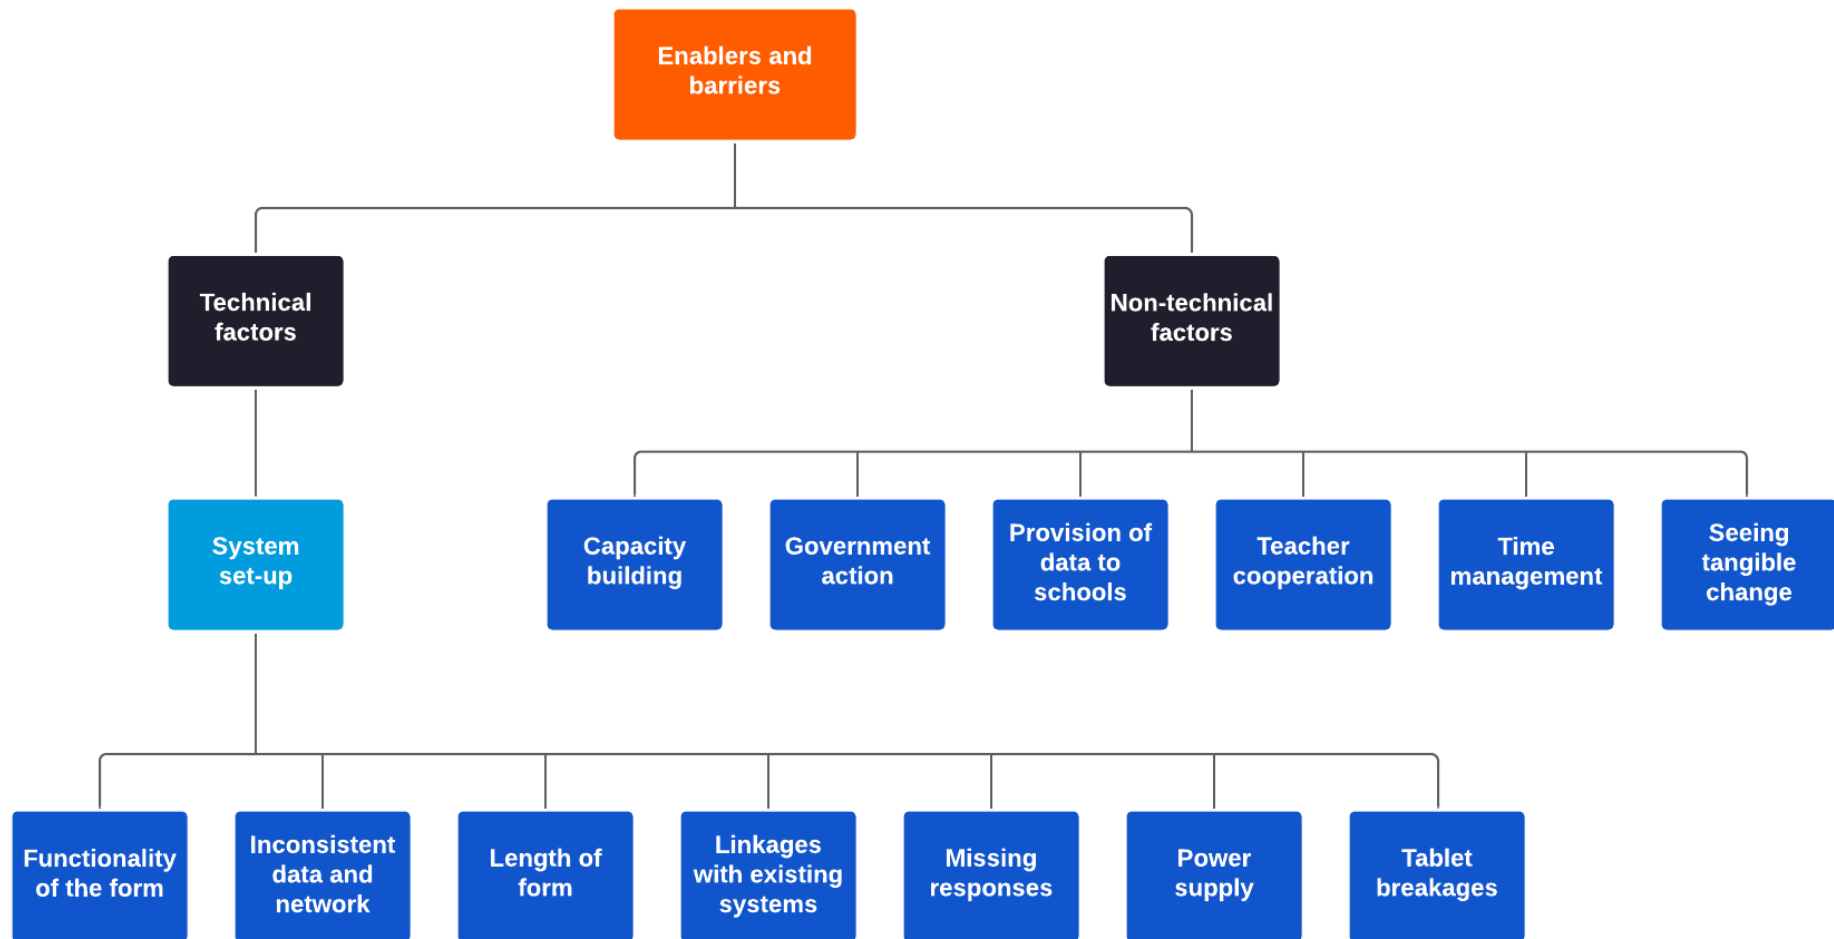 Enablers and
barriers
Technical
factors
Non-technical
factors
System
set-up
Capacity
building
Government
action
Provision of
data to
schools
Teacher
cooperation
Time
management
Seeing
tangible
change
Functionality
of the form
Inconsistent
data and
network
Length of
form
Linkages
with existing
systems
Missing
responses
Power
supply
Tablet
breakages